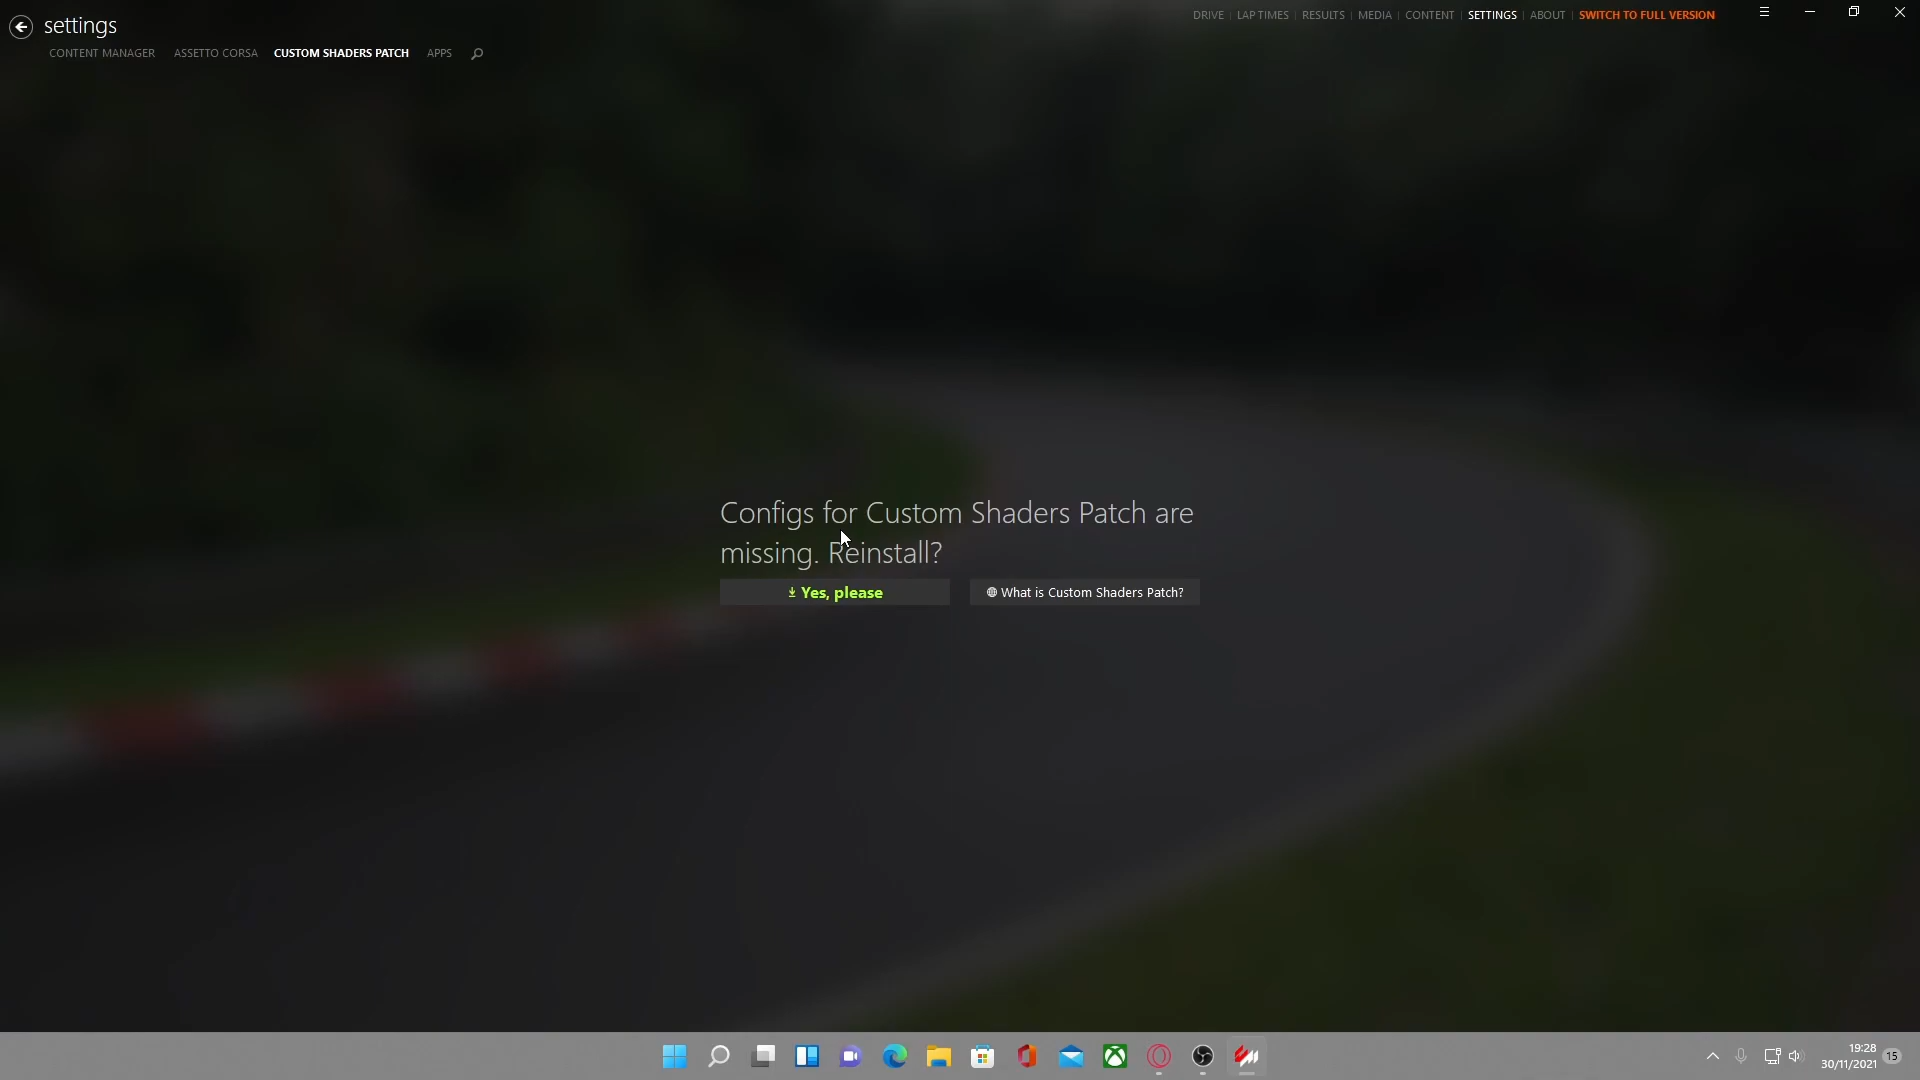 settings
DRIVE LAP TIMES RESULTS MEDIA CONTENT SETTINGS ABOUT SWITCH TO FULL VERSION
CONTENT MANAGER ASSETTO CORSA CUSTOM SHADERS PATCH APPS
Configs for Custom Shaders Patch are
missing. Reinstall?
Yes, please
What is Custom Shaders Patch?
19:28
30/11/2021
15